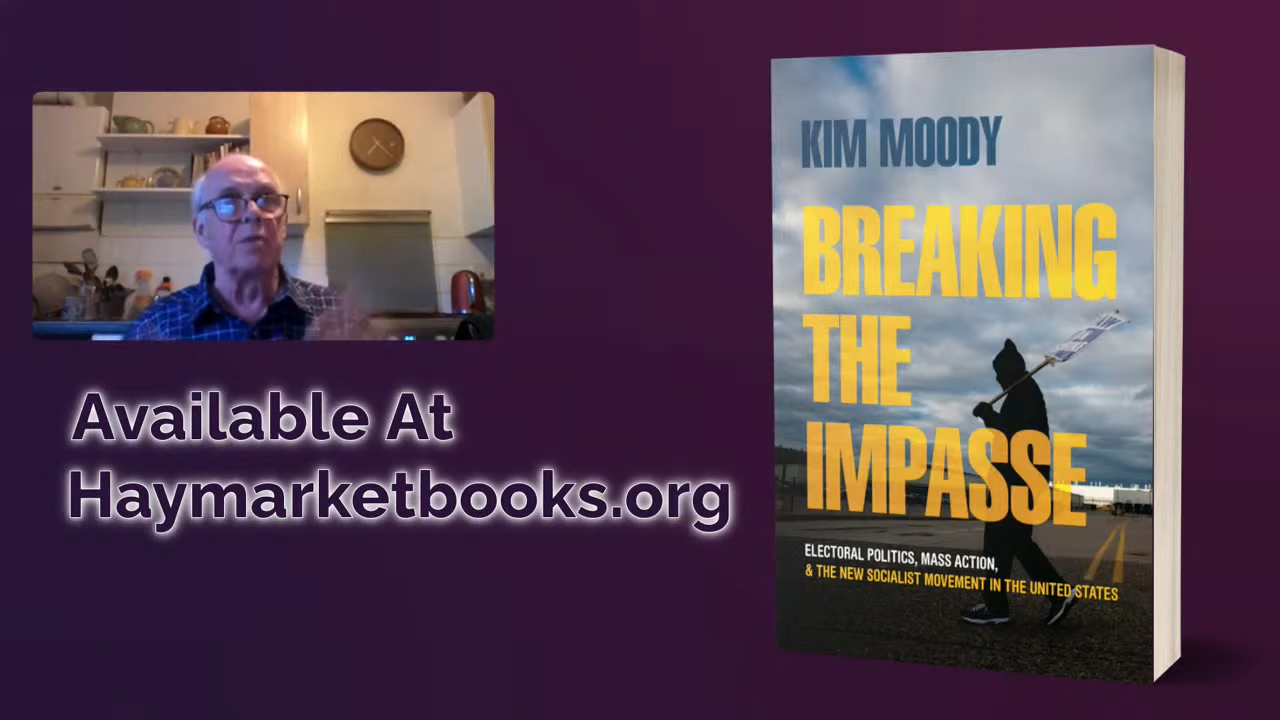 Available At
Haymarketbooks.org
KIM MOODY
BREAKING
THE
IMPASSE
ELECTORAL POLITICS, MASS ACTION,
& THE NEW SOCIALIST MOVEMENT IN THE UNITED STATES